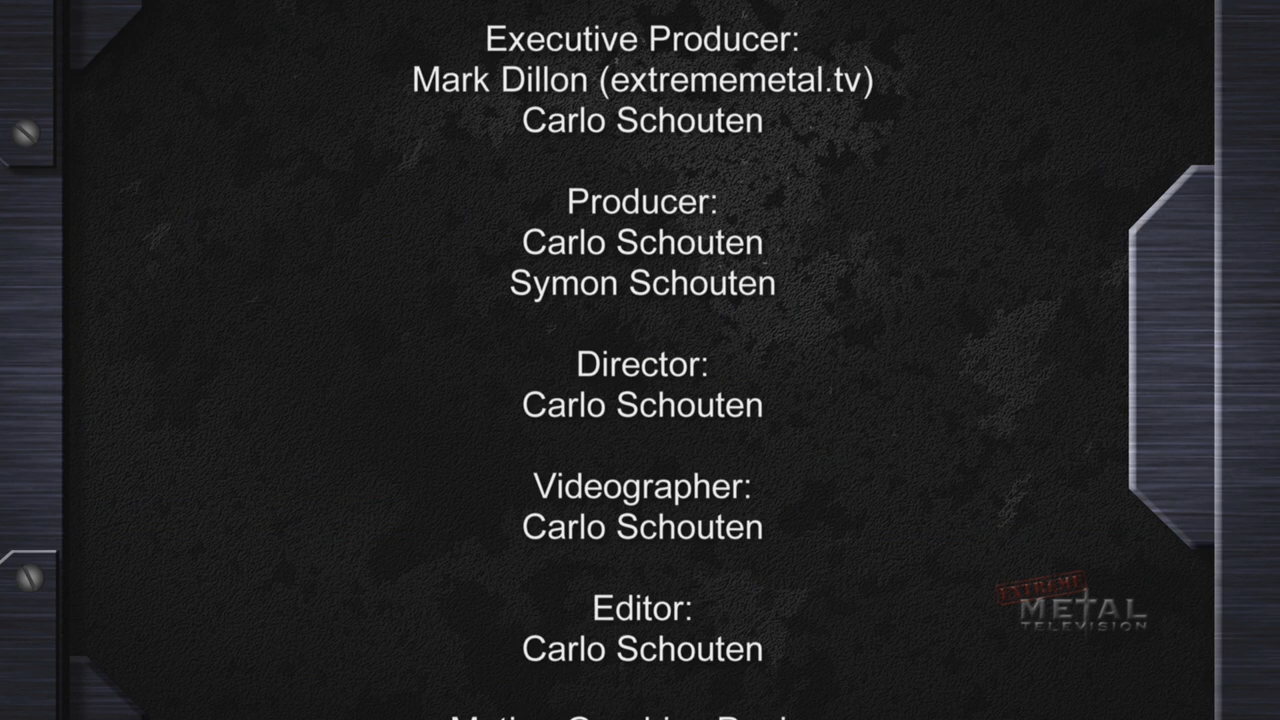 Executive Producer:
Mark Dillon (extrememetal.tv)
Carlo Schouten
Producer:
Carlo Schouten
Symon Schouten
Director:
Carlo Schouten
Videographer:
Carlo Schouten
Editor:
Carlo Schouten
EXTREME
METAL
TELEVISION